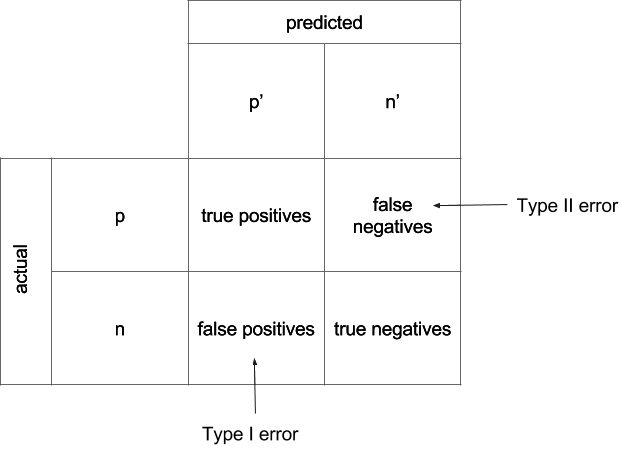 predicted
p’
n’
actual
p
true positives
false
negatives
Type II error
n
false positives
true negatives
Type I error